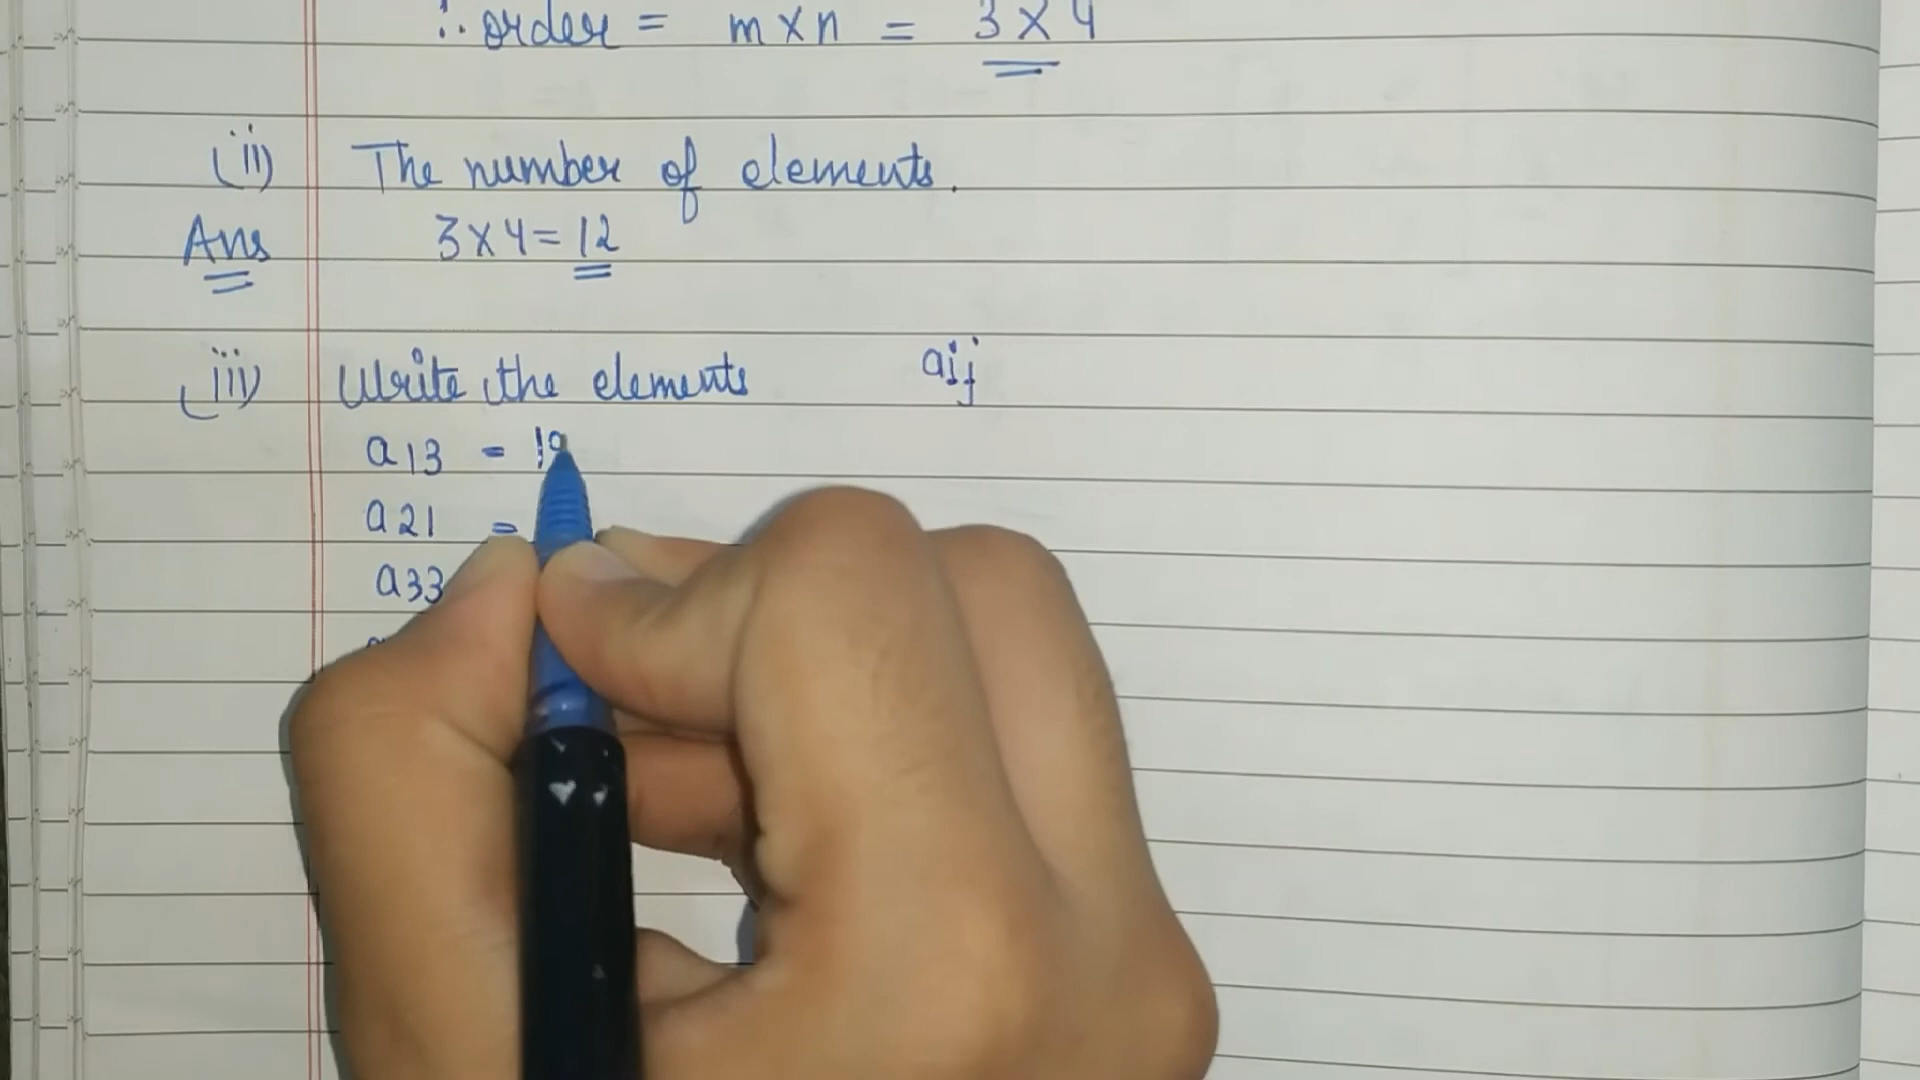 ∴ order = m x n = 3 x 4
(ii) The number of elements.
Ans 3 x 4 = 12
(iii) Write the elements aij
a13 = 19
a21 =
a33